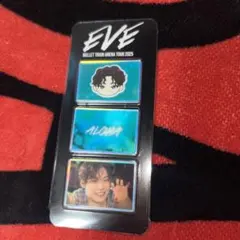 EVE
BULLET TRAIN ARENA TOUR 2025